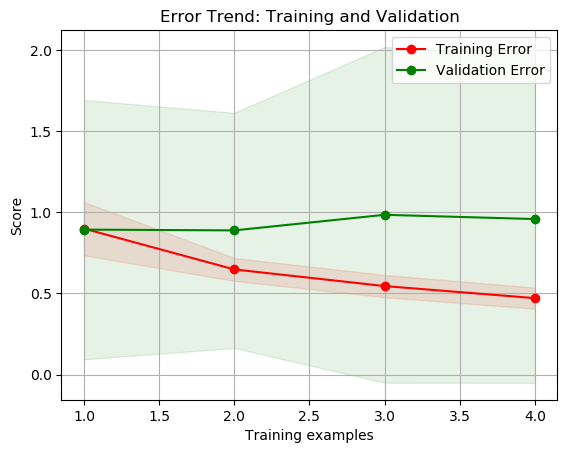 Error Trend: Training and Validation
Training Error
Validation Error
Score
2.0
1.5
1.0
0.5
0.0
1.0 1.5 2.0 2.5 3.0 3.5 4.0
Training examples